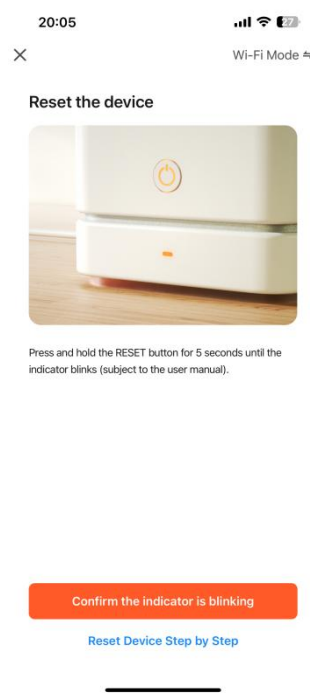 20:05
27
Wi-Fi Mode
Reset the device
Press and hold the RESET button for 5 seconds until the
indicator blinks (subject to the user manual).
Confirm the indicator is blinking
Reset Device Step by Step